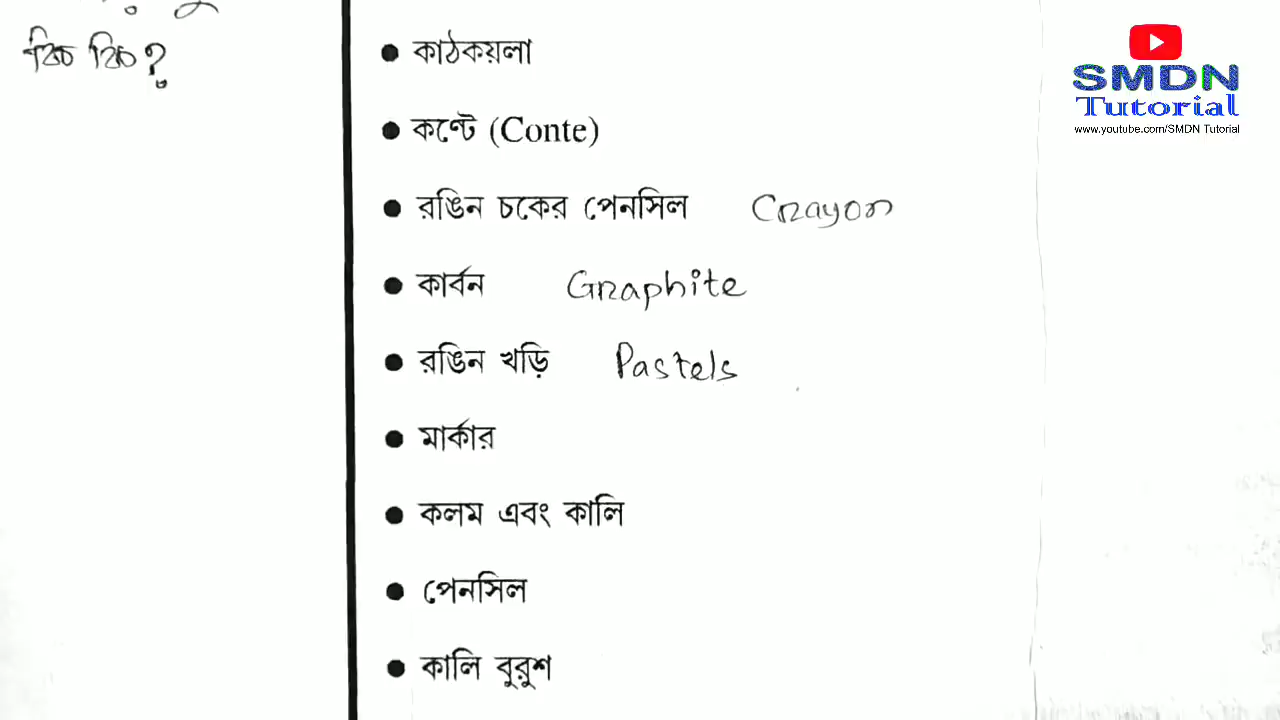 কি কি?
• কাঠকয়লা
• কণ্টে (Conte)
• রঙিন চকের পেনসিল Crayon
• কার্বন Graphite
• রঙিন খড়ি Pastels
• মার্কার
• কলম এবং কালি
• পেনসিল
• কালি বুরুশ
SMDN
Tutorial
www.youtube.com/SMDN Tutorial